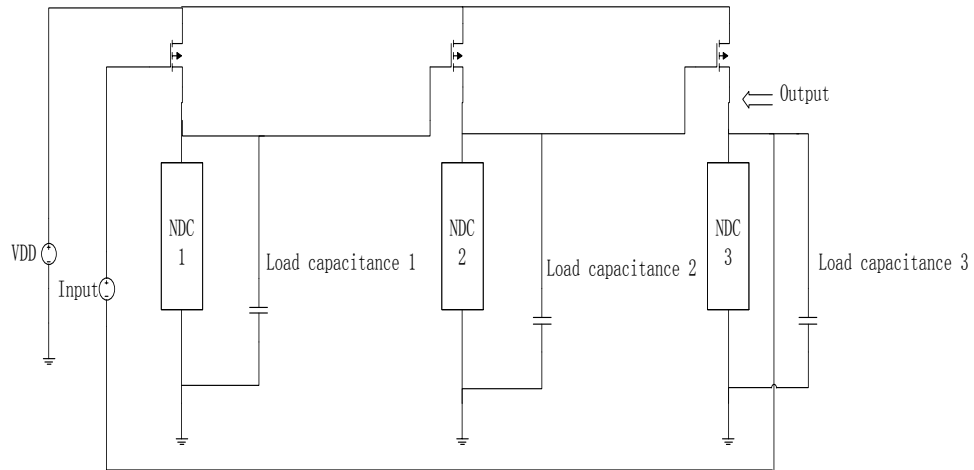 Output
NDC
1
NDC
2
NDC
3
VDD
Load capacitance 1
Load capacitance 2
Load capacitance 3
Input